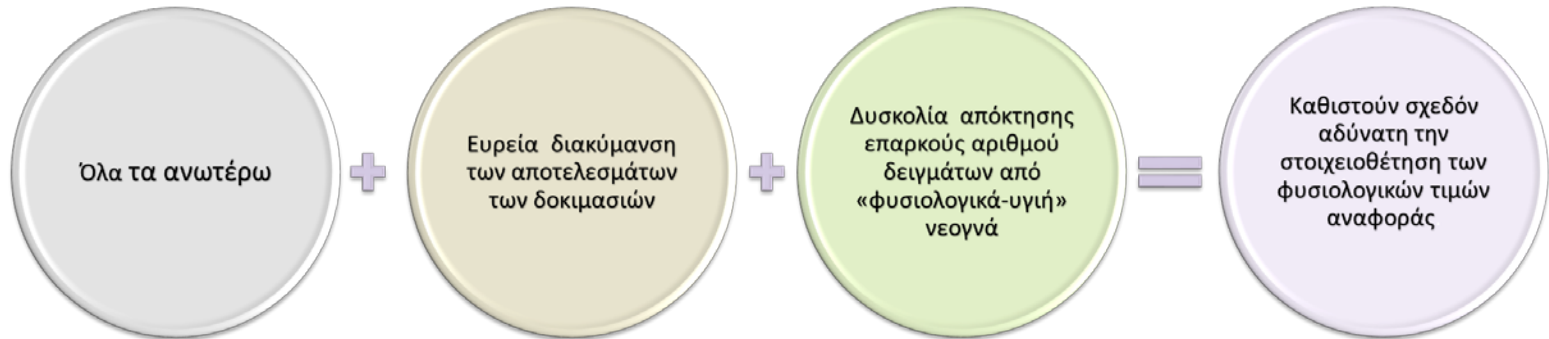 Όλα τα ανωτέρω
Ευρεία διακύμανση
των αποτελεσμάτων
των δοκιμασιών
Δυσκολία απόκτησης
επαρκούς αριθμού
δειγμάτων από
«φυσιολογικά-υγιή»
νεογνά
Καθιστούν σχεδόν
αδύνατη την
στοιχειοθέτηση των
φυσιολογικών τιμών
αναφοράς